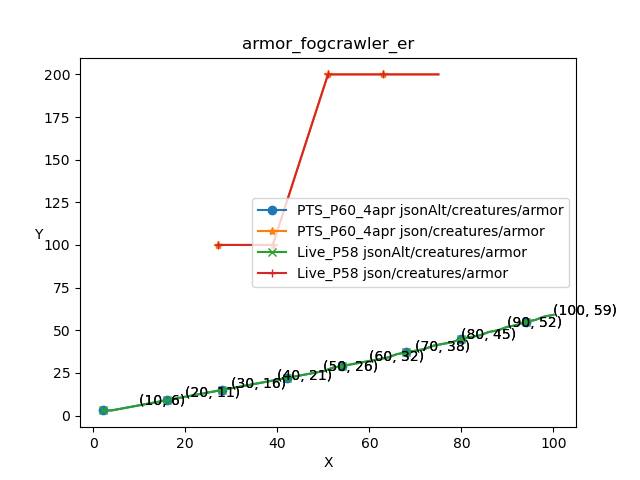 armor_fogcrawler_er
200
175
150
125
Y
100
75
50
25
0
PTS_P60_4apr jsonAlt/creatures/armor
PTS_P60_4apr json/creatures/armor
Live_P58 jsonAlt/creatures/armor
Live_P58 json/creatures/armor
(10, 6)
(20, 11)
(30, 16)
(40, 21)
(50, 26)
(60, 32)
(70, 38)
(80, 45)
(90, 52)
(100, 59)
0 20 40 60 80 100
X